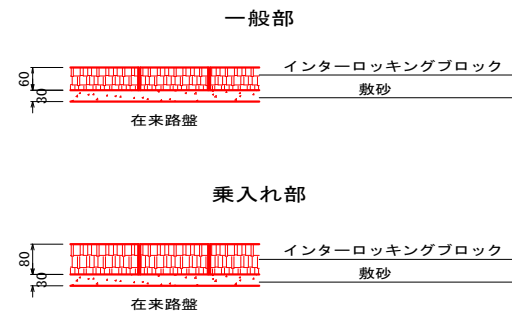 一般部
インターロッキングブロック
60
敷砂
30
在来路盤
乗入れ部
インターロッキングブロック
80
敷砂
30
在来路盤